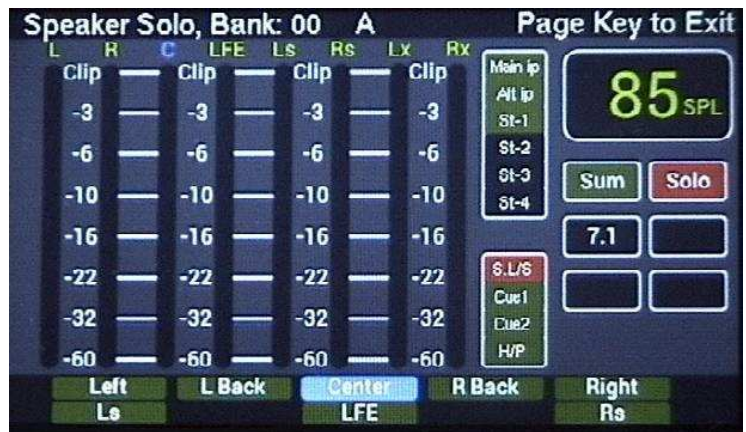 Speaker Solo, Bank: 00 A Page Key to Exit
L R C LFE Ls Rs Lx Rx
Clip Clip Clip Clip
-3 -3 -3 -3
-6 -6 -6 -6
-10 -10 -10 -10
-16 -16 -16 -16
-22 -22 -22 -22
-32 -32 -32 -32
-60 -60 -60 -60
Main ip
Alt ip
St-1
St-2
St-3
St-4
S.L/S
Cue1
Cue2
H/P
85 SPL
Sum Solo
7.1
Left L Back Center R Back Right
Ls LFE Rs